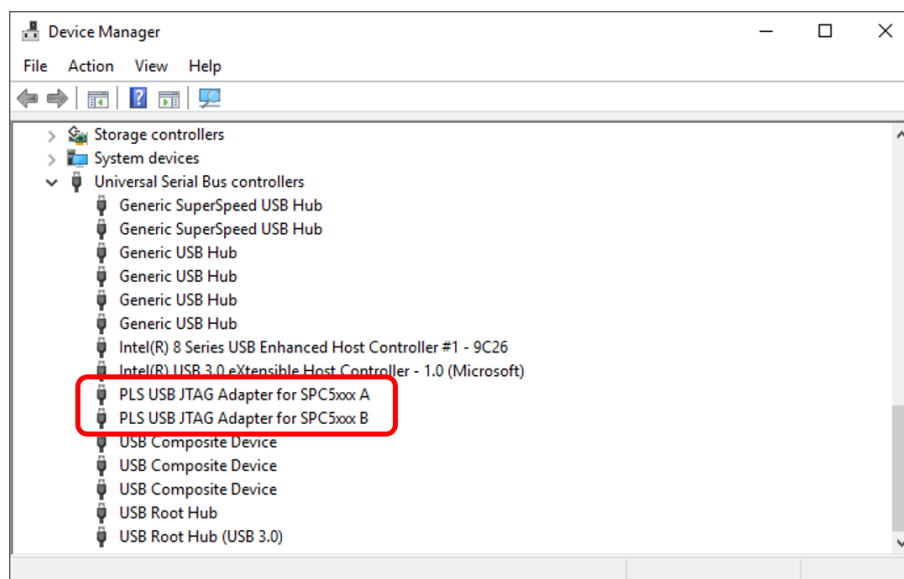 Device Manager
File Action View Help
Storage controllers
System devices
Universal Serial Bus controllers
Generic SuperSpeed USB Hub
Generic SuperSpeed USB Hub
Generic USB Hub
Generic USB Hub
Generic USB Hub
Generic USB Hub
Intel(R) 8 Series USB Enhanced Host Controller #1 - 9C26
Intel(R) USB 3.0 eXtensible Host Controller - 1.0 (Microsoft)
PLS USB JTAG Adapter for SPC5xxx A
PLS USB JTAG Adapter for SPC5xxx B
USB Composite Device
USB Composite Device
USB Composite Device
USB Root Hub
USB Root Hub (USB 3.0)